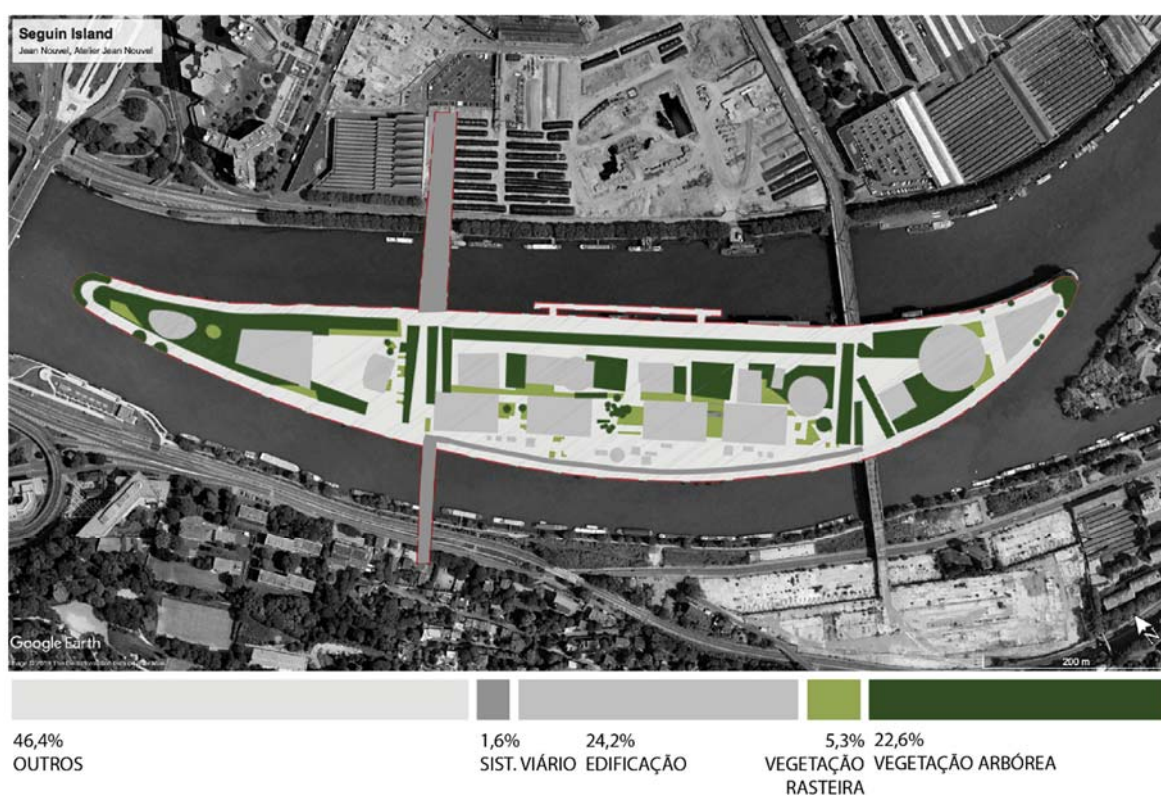 Seguin Island
Jean Nouvel, Atelier Jean Nouvel
Google Earth
200 m
N
46,4%
OUTROS
1,6%
SIST. VIÁRIO
24,2%
EDIFICAÇÃO
5,3%
VEGETAÇÃO
RASTEIRA
22,6%
VEGETAÇÃO ARBÓREA